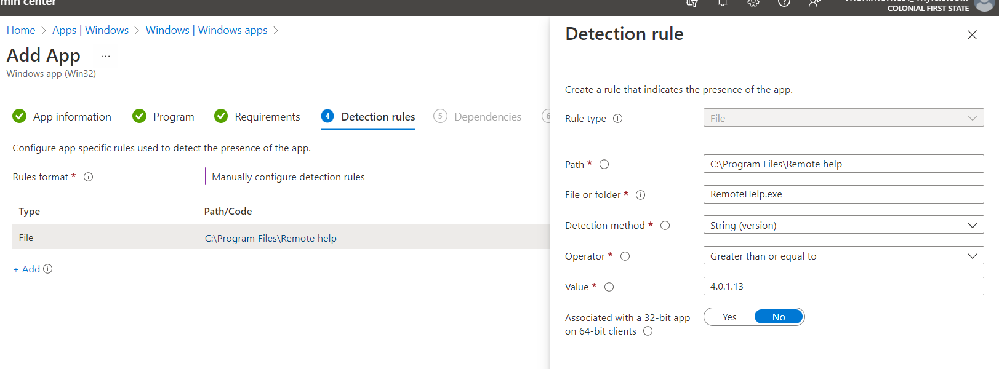 min center
COLONIAL FIRST STATE
Home > Apps | Windows > Windows | Windows apps >
Add App ...
Windows app (Win32)
App information
Program
Requirements
4 Detection rules
5 Dependencies
6
Configure app specific rules used to detect the presence of the app.
Rules format *
Manually configure detection rules
Type Path/Code
File C:\Program Files\Remote help
+ Add
Detection rule
Create a rule that indicates the presence of the app.
Rule type File
Path * C:\Program Files\Remote help
File or folder * RemoteHelp.exe
Detection method * String (version)
Operator * Greater than or equal to
Value * 4.0.1.13
Associated with a 32-bit app
on 64-bit clients
Yes No